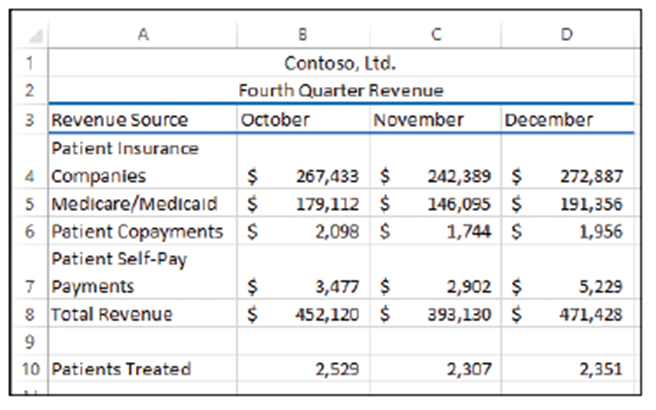 A B C D
1 Contoso, Ltd.
2 Fourth Quarter Revenue
3 Revenue Source October November December
Patient Insurance
4 Companies $ 267,433 $ 242,389 $ 272,887
5 Medicare/Medicaid $ 179,112 $ 146,095 $ 191,356
6 Patient Copayments $ 2,098 $ 1,744 $ 1,956
Patient Self-Pay
7 Payments $ 3,477 $ 2,902 $ 5,229
8 Total Revenue $ 452,120 $ 393,130 $ 471,428
9
10 Patients Treated 2,529 2,307 2,351